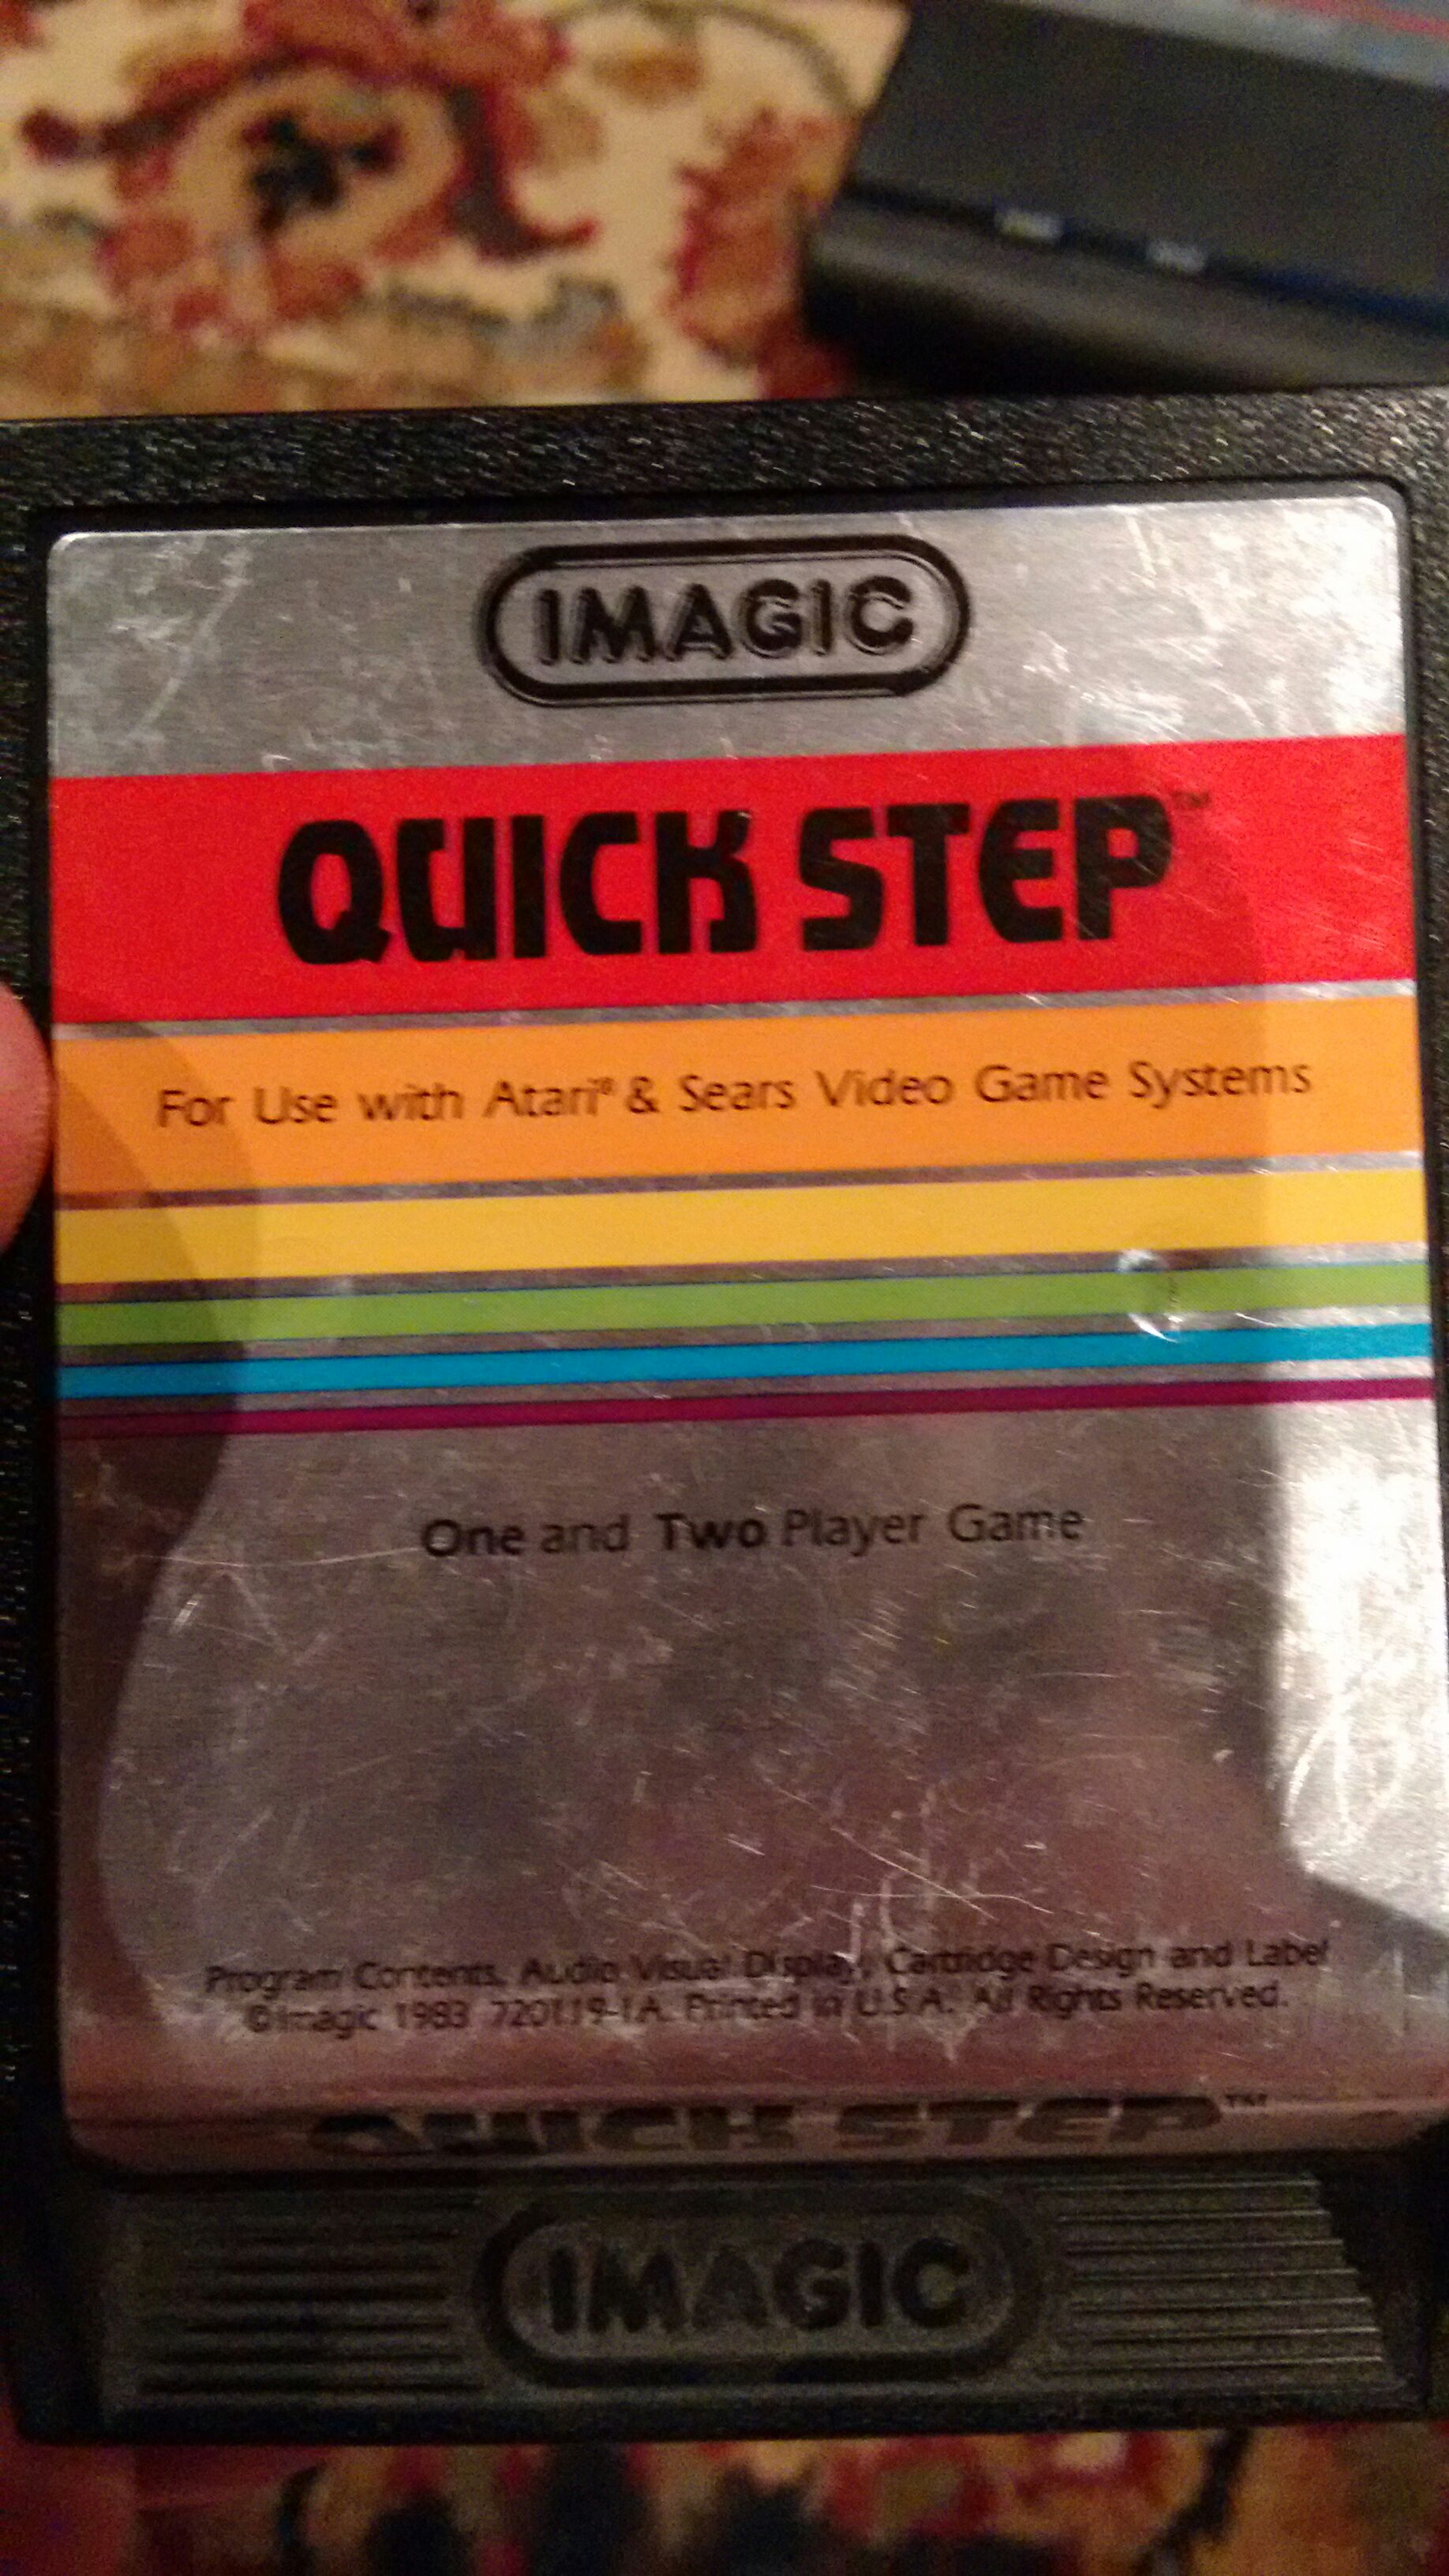 IMAGIC
QUICK STEP™
For Use with Atari® & Sears Video Game Systems
One and Two Player Game
Program Contents, Audio Visual Display, Cartridge Design and Label
©Imagic 1983 720119-1A. Printed in U.S.A. All Rights Reserved.
QUICK STEP™
IMAGIC